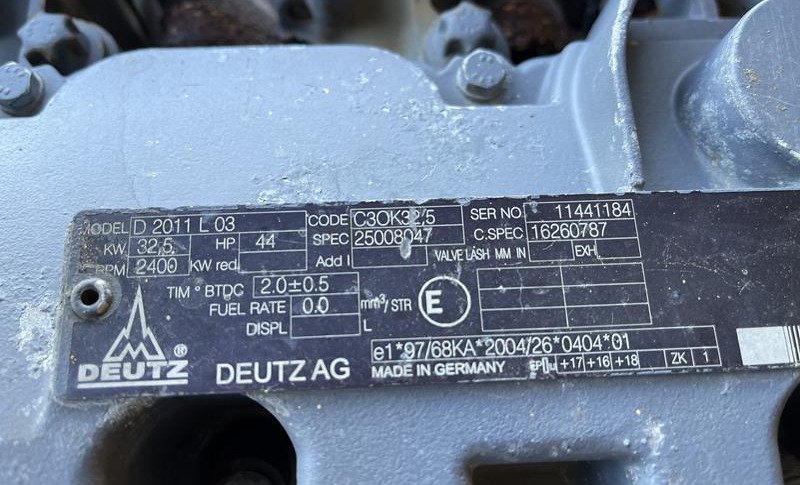 MODEL D 2011 L 03 CODE C3OK32/5 SER NO 11441184
KW 32,5 HP 44 SPEC 25008047 C.SPEC 16260787
RPM 2400 KW red. Add I VALVE LASH MM IN EXH
TIM ° BTDC 2.0±0.5
FUEL RATE 0.0 mm³/STR E
DISPL L
e1*97/68KA*2004/26*0404*01
DEUTZ ® DEUTZ AG MADE IN GERMANY +17 +16 +18 ZK 1